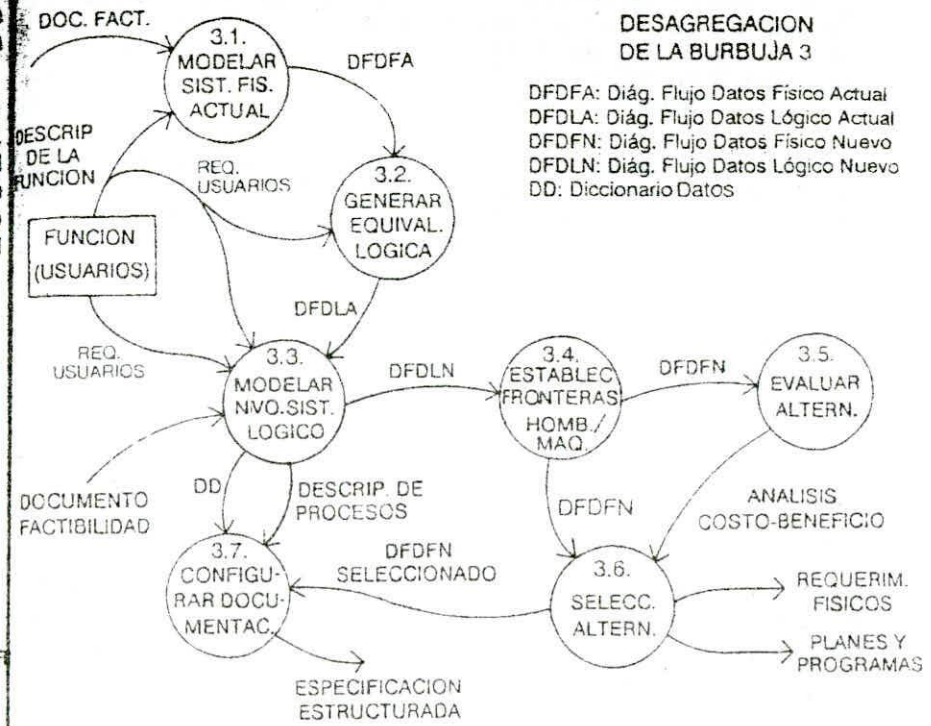 DOC. FACT.
DESAGREGACION
DE LA BURBUJA 3
3.1.
MODELAR
SIST. FIS.
ACTUAL
DFDFA
DFDFA: Diág. Flujo Datos Físico Actual
DFDLA: Diág. Flujo Datos Lógico Actual
DFDFN: Diág. Flujo Datos Físico Nuevo
DFDLN: Diág. Flujo Datos Lógico Nuevo
DD: Diccionario Datos
DESCRIP
DE LA
FUNCION
REQ.
USUARIOS
3.2.
GENERAR
EQUIVAL.
LOGICA
FUNCION
(USUARIOS)
DFDLA
REQ.
USUARIOS
3.3.
MODELAR
NVO.SIST.
LOGICO
DFDLN
3.4.
ESTABLEC
FRONTERAS
HOMB./
MAQ.
DFDFN
3.5.
EVALUAR
ALTERN.
DOCUMENTO
FACTIBILIDAD
DD
DESCRIP. DE
PROCESOS
DFDFN
ANALISIS
COSTO-BENEFICIO
3.7.
CONFIGU-
RAR DOCU-
MENTAC.
DFDFN
SELECCIONADO
3.6.
SELECC.
ALTERN.
REQUERIM.
FISICOS
PLANES Y
PROGRAMAS
ESPECIFICACION
ESTRUCTURADA